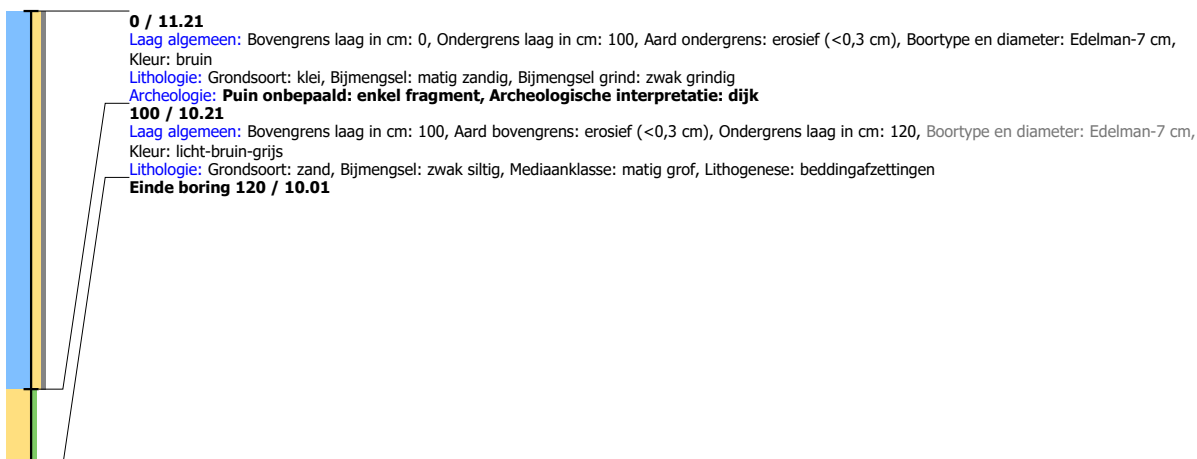 0 / 11.21
Laag algemeen: Bovengrens laag in cm: 0, Ondergrens laag in cm: 100, Aard ondergrens: erosief (<0,3 cm), Boortype en diameter: Edelman-7 cm,
Kleur: bruin
Lithologie: Grondsoort: klei, Bijmengsel: matig zandig, Bijmengsel grind: zwak grindig
Archeologie: Puin onbepaald: enkel fragment, Archeologische interpretatie: dijk
100 / 10.21
Laag algemeen: Bovengrens laag in cm: 100, Aard bovengrens: erosief (<0,3 cm), Ondergrens laag in cm: 120, Boortype en diameter: Edelman-7 cm,
Kleur: licht-bruin-grijs
Lithologie: Grondsoort: zand, Bijmengsel: zwak siltig, Mediaanklasse: matig grof, Lithogenese: beddingafzettingen
Einde boring 120 / 10.01